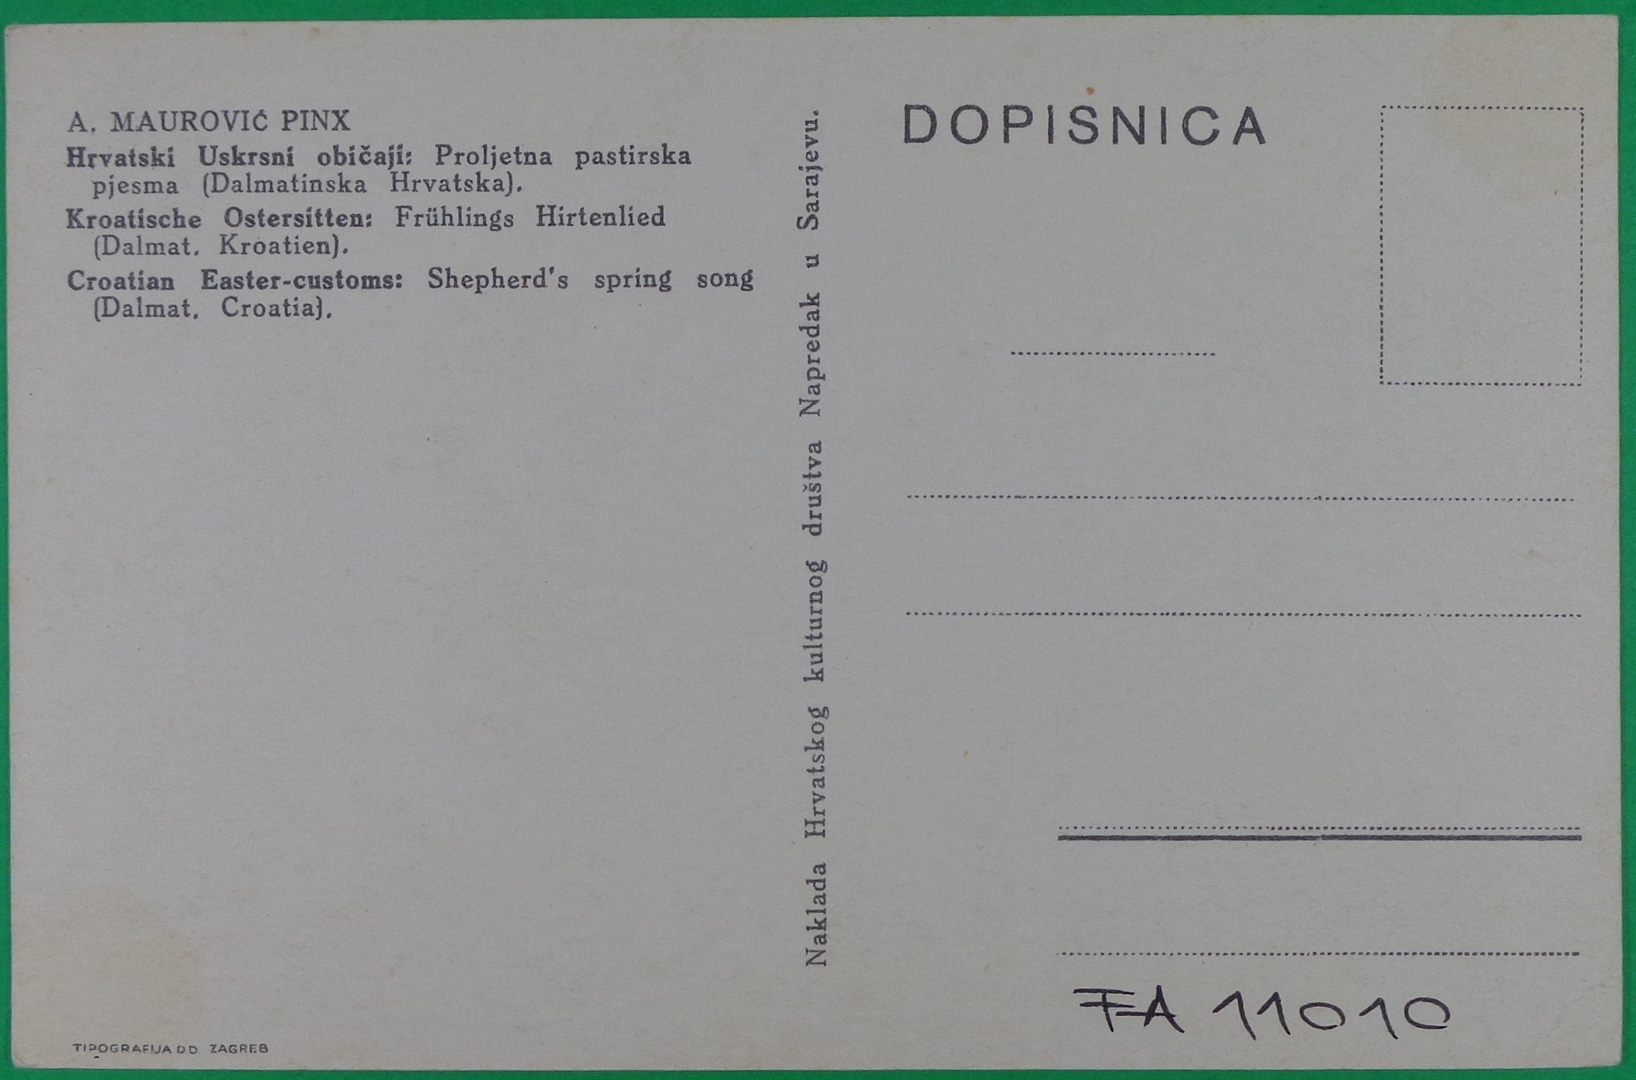 A. MAUROVIĆ PINX
Hrvatski Uskrsni običaji: Proljetna pastirska
pjesma (Dalmatinska Hrvatska).
Kroatische Ostersitten: Frühlings Hirtenlied
(Dalmat. Kroatien).
Croatian Easter-customs: Shepherd's spring song
(Dalmat. Croatia).
TIPOGRAFIJA D.D. ZAGREB
Naklada Hrvatskog kulturnog društva Napredak u Sarajevu.
DOPISNICA
FA 11010